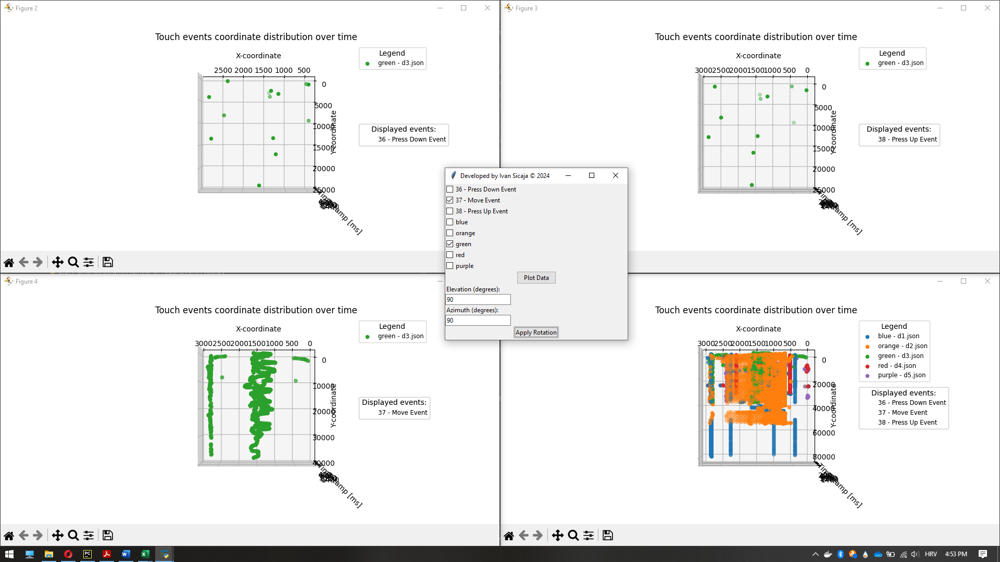 Figure 2
Touch events coordinate distribution over time
X-coordinate
2500 2000 1500 1000 500
0
5000
10000
15000
20000
25000
Y-coordinate
[ms]
Legend
green - d3.json
Displayed events:
36 - Press Down Event
Figure 3
Touch events coordinate distribution over time
X-coordinate
3000 2500 2000 1500 1000 500 0
0
5000
10000
15000
20000
25000
Y-coordinate
[ms]
Legend
green - d3.json
Displayed events:
38 - Press Up Event
Developed by Ivan Sicaja © 2024
36 - Press Down Event
37 - Move Event
38 - Press Up Event
blue
orange
green
red
purple
Plot Data
Elevation (degrees):
90
Azimuth (degrees):
90
Apply Rotation
Figure 4
Touch events coordinate distribution over time
X-coordinate
3000 2500 2000 1500 1000 500 0
0
10000
20000
30000
40000
Y-coordinate
[ms]
Legend
green - d3.json
Displayed events:
37 - Move Event
Touch events coordinate distribution over time
X-coordinate
3000 2500 2000 1500 1000 500 0
0
20000
40000
60000
80000
Y-coordinate
[ms]
Legend
blue - d1.json
orange - d2.json
green - d3.json
red - d4.json
purple - d5.json
Displayed events:
36 - Press Down Event
37 - Move Event
38 - Press Up Event
PC
HRV
4:53 PM